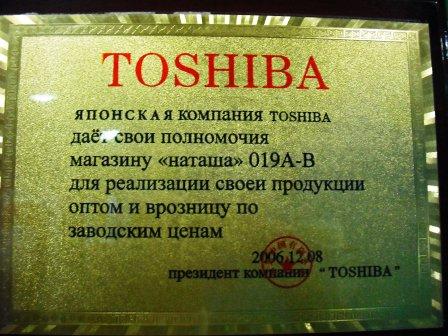 TOSHIBA
ЯПОНСКАЯ компания TOSHIBA
даёт свои полномочия
магазину «наташа» 019А-В
для реализации своеи продукции
оптом и врозницу по
заводским ценам
2006.12.08
президент компании “TOSHIBA”